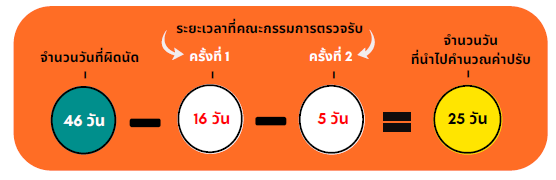 ระยะเวลาที่คณะกรรมการตรวจรับ
จำนวนวันที่ผิดนัด
ครั้งที่ 1
ครั้งที่ 2
จำนวนวัน
ที่นำไปคำนวณค่าปรับ
46 วัน
16 วัน
5 วัน
25 วัน